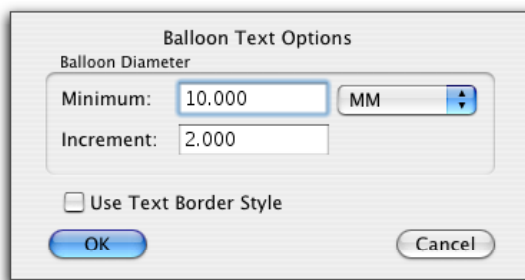 Balloon Text Options
Balloon Diameter
Minimum: 10.000 MM
Increment: 2.000
Use Text Border Style
OK Cancel